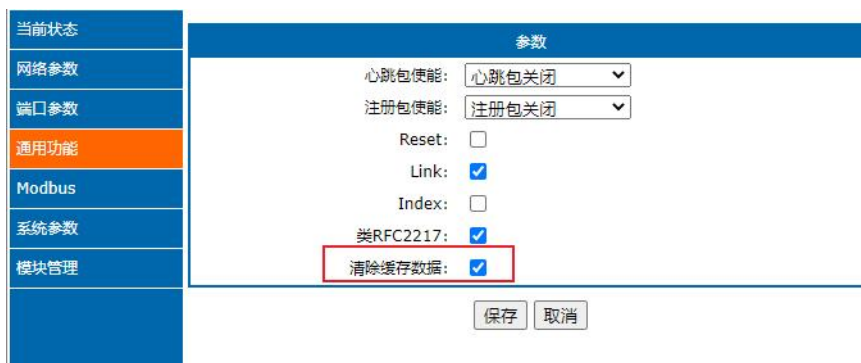 当前状态
网络参数
端口参数
通用功能
Modbus
系统参数
模块管理
参数
心跳包使能: 心跳包关闭
注册包使能: 注册包关闭
Reset:
Link:
Index:
类RFC2217:
清除缓存数据:
保存 取消